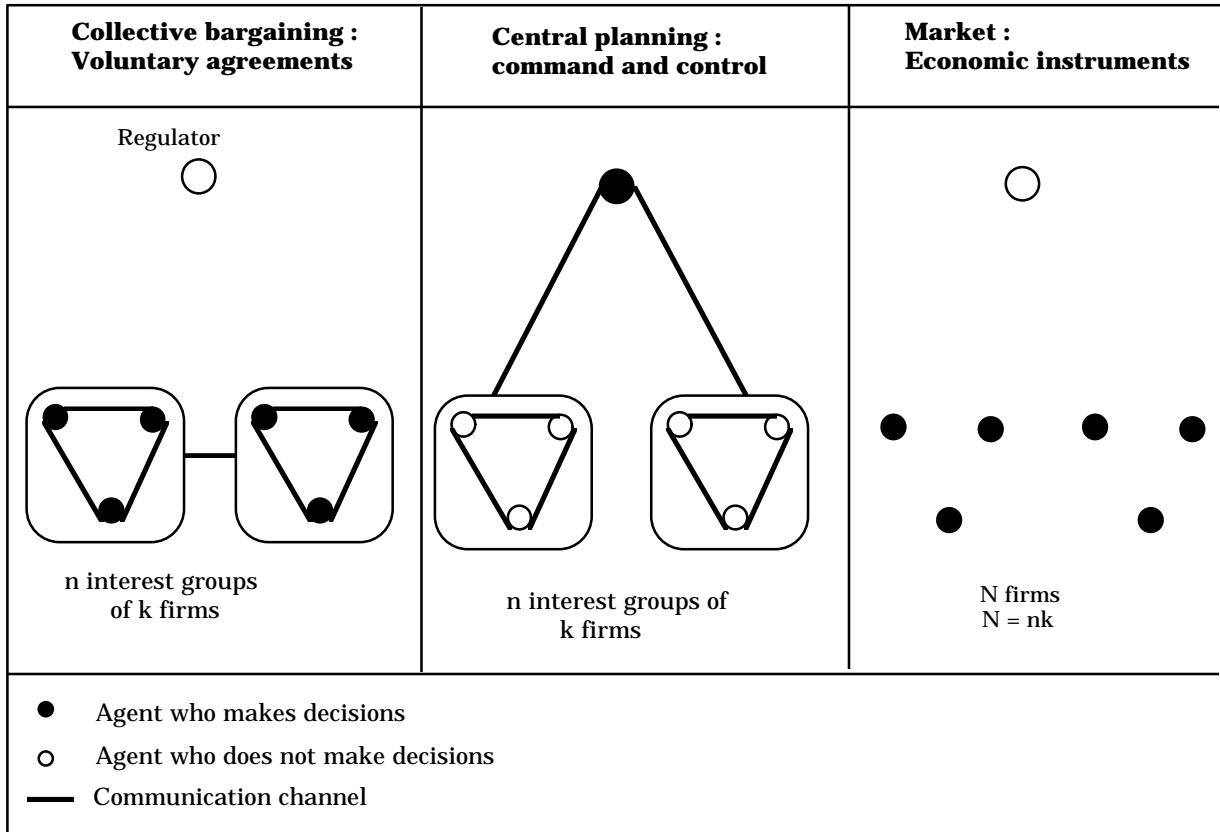 Collective bargaining :
Voluntary agreements
Central planning :
command and control
Market :
Economic instruments
Regulator
n interest groups
of k firms
n interest groups of
k firms
N firms
N = nk
Agent who makes decisions
Agent who does not make decisions
Communication channel